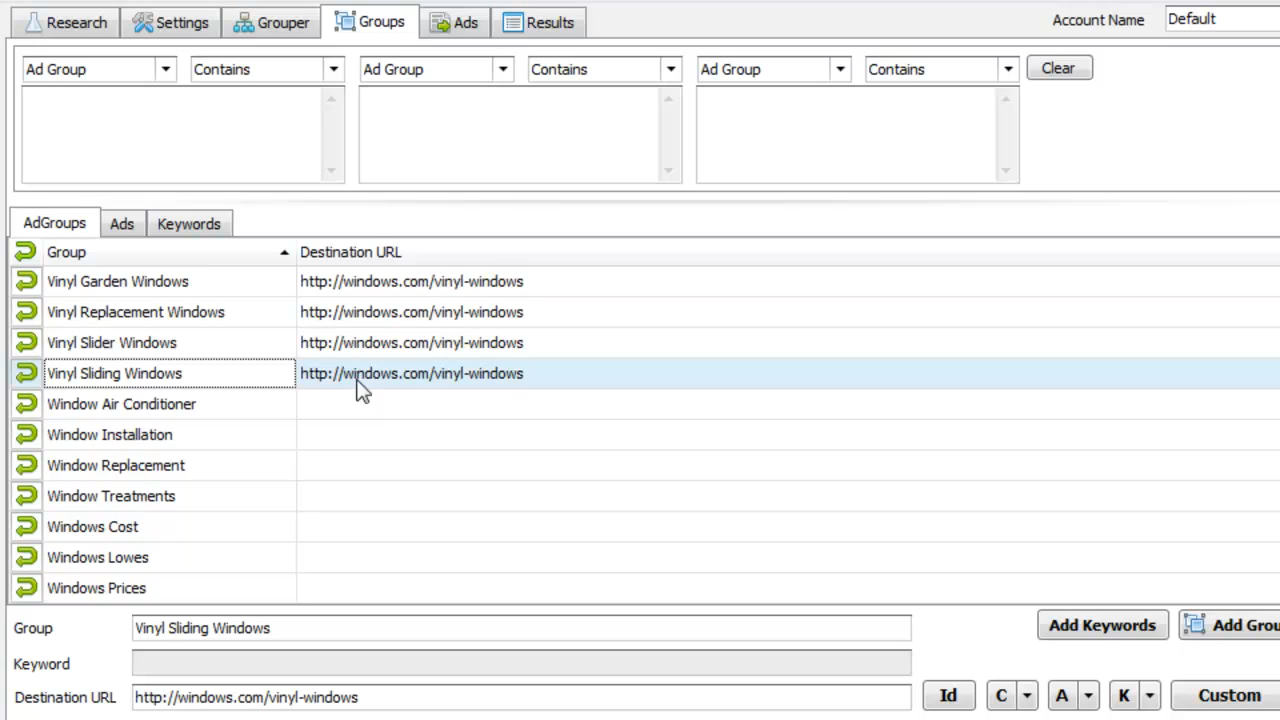 Research Settings Grouper Groups Ads Results Account Name Default
Ad Group Contains Ad Group Contains Ad Group Contains Clear
AdGroups Ads Keywords
Group Destination URL
Vinyl Garden Windows http://windows.com/vinyl-windows
Vinyl Replacement Windows http://windows.com/vinyl-windows
Vinyl Slider Windows http://windows.com/vinyl-windows
Vinyl Sliding Windows http://windows.com/vinyl-windows
Window Air Conditioner
Window Installation
Window Replacement
Window Treatments
Windows Cost
Windows Lowes
Windows Prices
Group Vinyl Sliding Windows Add Keywords Add Grou
Keyword
Destination URL http://windows.com/vinyl-windows Id C A K Custom